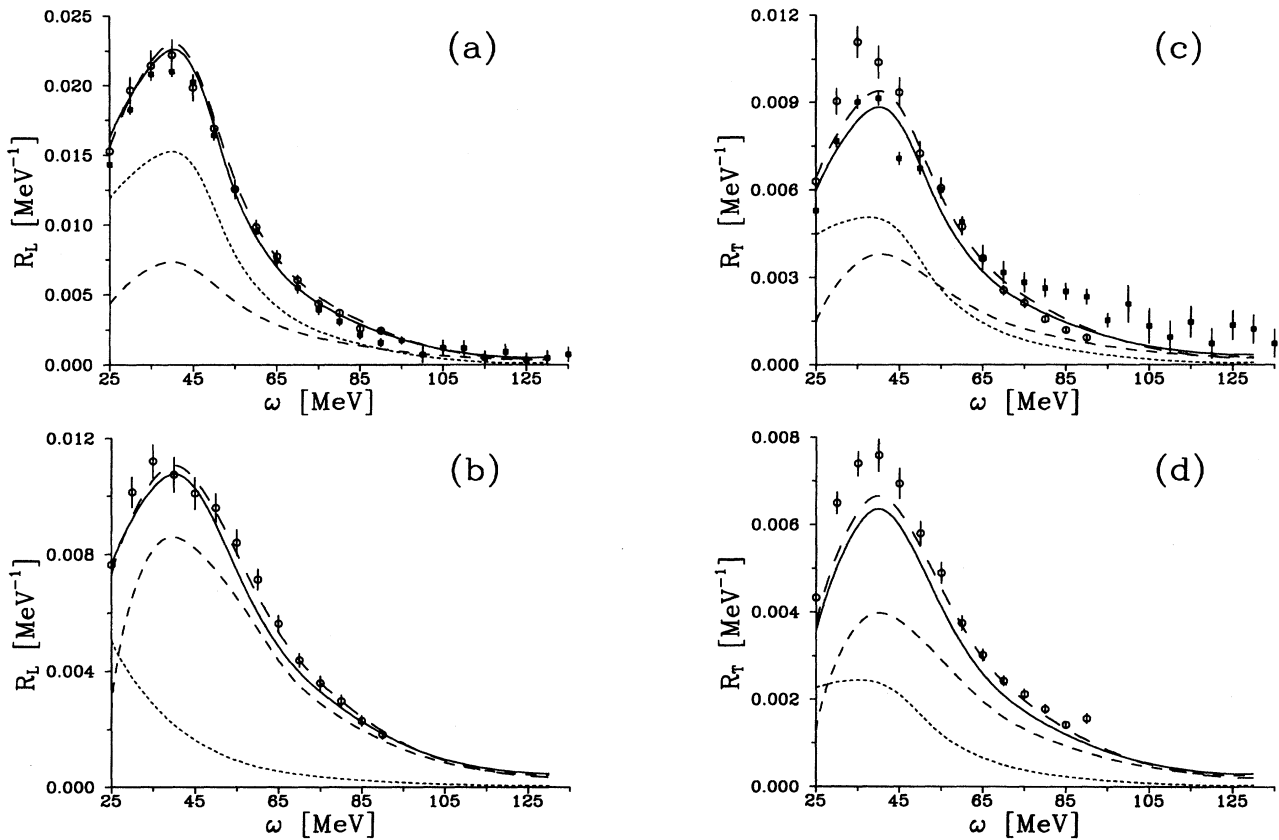 (a)
R_L [MeV⁻¹]
0.025
0.020
0.015
0.010
0.005
0.000
25 45 65 85 105 125
ω [MeV]
(c)
R_T [MeV⁻¹]
0.012
0.009
0.006
0.003
0.000
25 45 65 85 105 125
ω [MeV]
(b)
R_L [MeV⁻¹]
0.012
0.008
0.004
0.000
25 45 65 85 105 125
ω [MeV]
(d)
R_T [MeV⁻¹]
0.008
0.006
0.004
0.002
0.000
25 45 65 85 105 125
ω [MeV]